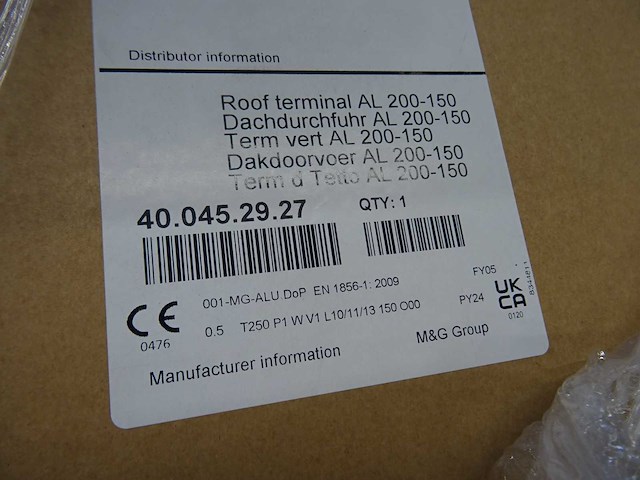 Distributor information
Roof terminal AL 200-150
Dachdurchfuhr AL 200-150
Term vert AL 200-150
Dakdoorvoer AL 200-150
Term d Tetto AL 200-150
40.045.29.27 QTY: 1
001-MG-ALU.DoP EN 1856-1: 2009 FY05
CE 0.5 T250 P1 W V1 L10/11/13 150 O00 PY24 UK CA
0476 0120
Manufacturer information M&G Group